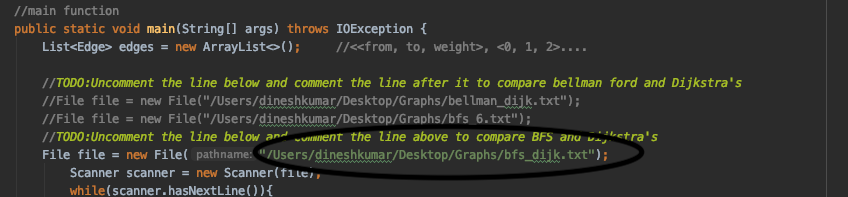 //main function
public static void main(String[] args) throws IOException {
List<Edge> edges = new ArrayList<>();     //<<from, to, weight>, <0, 1, 2>....
//TODO:Uncomment the line below and comment the line after it to compare bellman ford and Dijkstra's
//File file = new File("/Users/dineshkumar/Desktop/Graphs/bellman_dijk.txt");
//File file = new File("/Users/dineshkumar/Desktop/Graphs/bfs_6.txt");
//TODO:Uncomment the line below and comment the line above to compare BFS and Dijkstra's
File file = new File( pathname: "/Users/dineshkumar/Desktop/Graphs/bfs_dijk.txt");
Scanner scanner = new Scanner(file);
while(scanner.hasNextLine()){